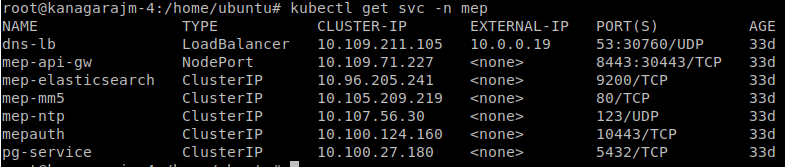 root@kanagarajm-4:/home/ubuntu# kubectl get svc -n mep
NAME TYPE CLUSTER-IP EXTERNAL-IP PORT(S) AGE
dns-lb LoadBalancer 10.109.211.105 10.0.0.19 53:30760/UDP 33d
mep-api-gw NodePort 10.109.71.227 <none> 8443:30443/TCP 33d
mep-elasticsearch ClusterIP 10.96.205.241 <none> 9200/TCP 33d
mep-mm5 ClusterIP 10.105.209.219 <none> 80/TCP 33d
mep-ntp ClusterIP 10.107.56.30 <none> 123/UDP 33d
mepauth ClusterIP 10.100.124.160 <none> 10443/TCP 33d
pg-service ClusterIP 10.100.27.180 <none> 5432/TCP 33d